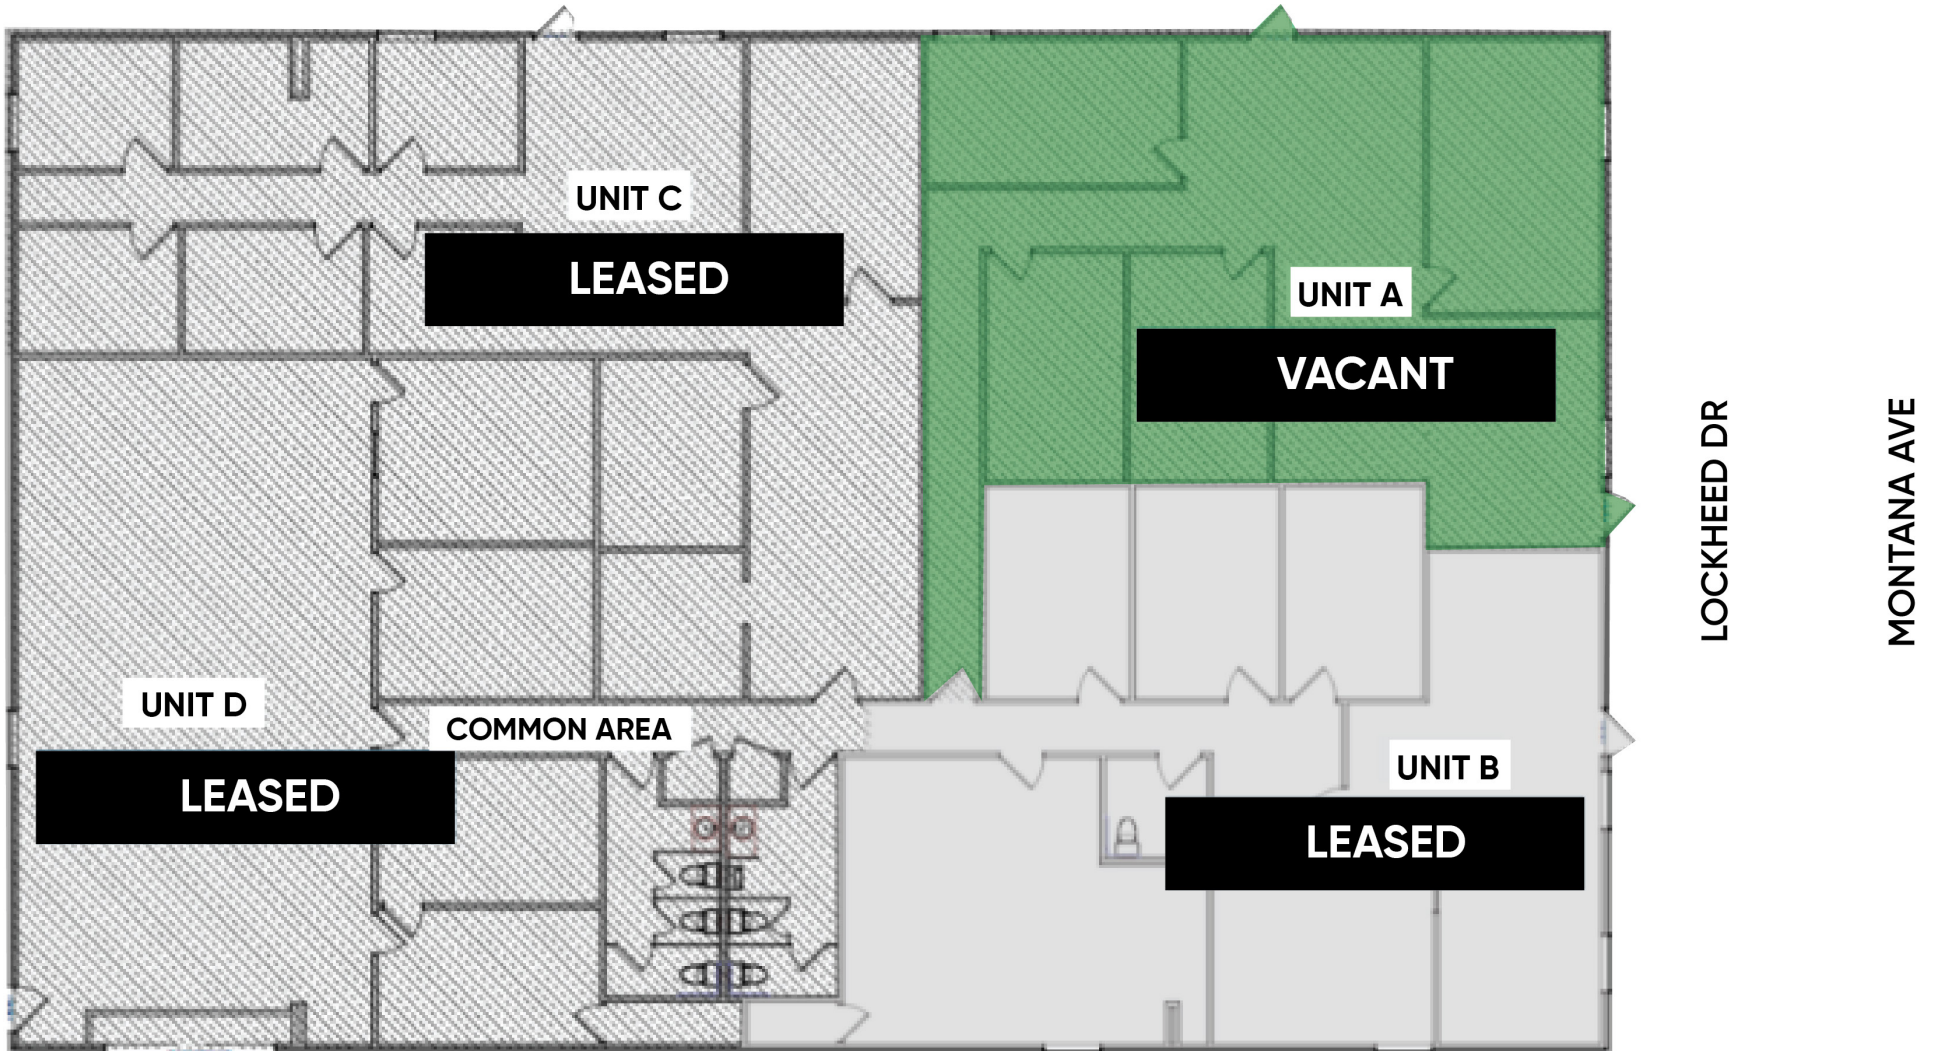 UNIT C
LEASED
UNIT A
VACANT
LOCKHEED DR
MONTANA AVE
UNIT D
LEASED
COMMON AREA
UNIT B
LEASED